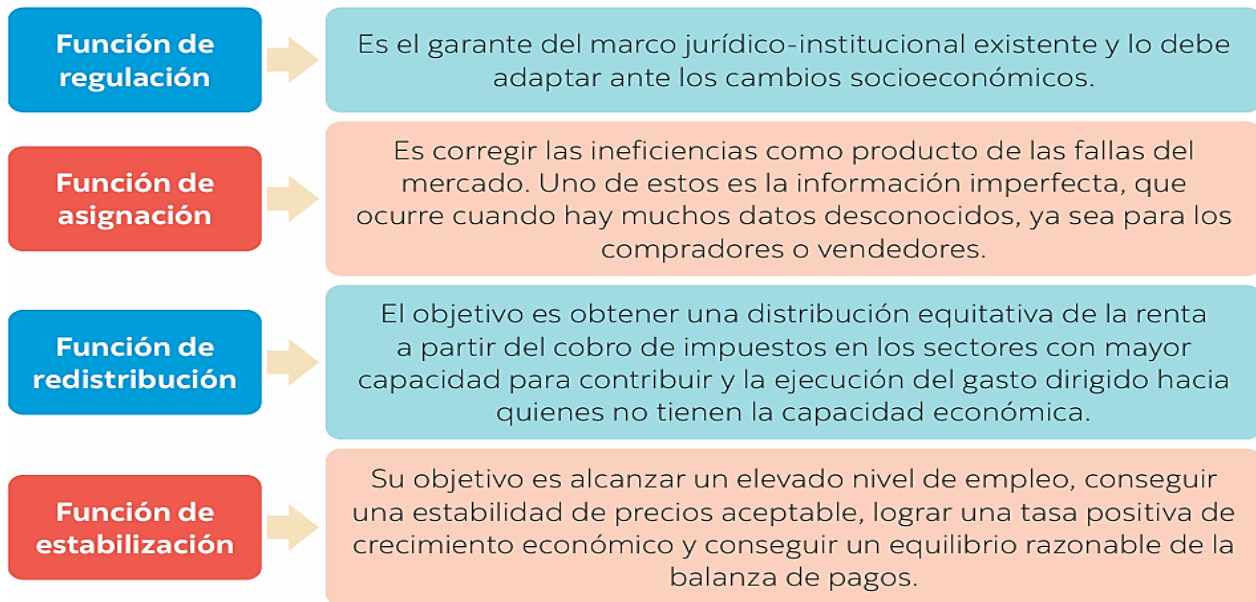 Función de
regulación
Es el garante del marco jurídico-institucional existente y lo debe
adaptar ante los cambios socioeconómicos.
Función de
asignación
Es corregir las ineficiencias como producto de las fallas del
mercado. Uno de estos es la información imperfecta, que
ocurre cuando hay muchos datos desconocidos, ya sea para los
compradores o vendedores.
Función de
redistribución
El objetivo es obtener una distribución equitativa de la renta
a partir del cobro de impuestos en los sectores con mayor
capacidad para contribuir y la ejecución del gasto dirigido hacia
quienes no tienen la capacidad económica.
Función de
estabilización
Su objetivo es alcanzar un elevado nivel de empleo, conseguir
una estabilidad de precios aceptable, lograr una tasa positiva de
crecimiento económico y conseguir un equilibrio razonable de la
balanza de pagos.